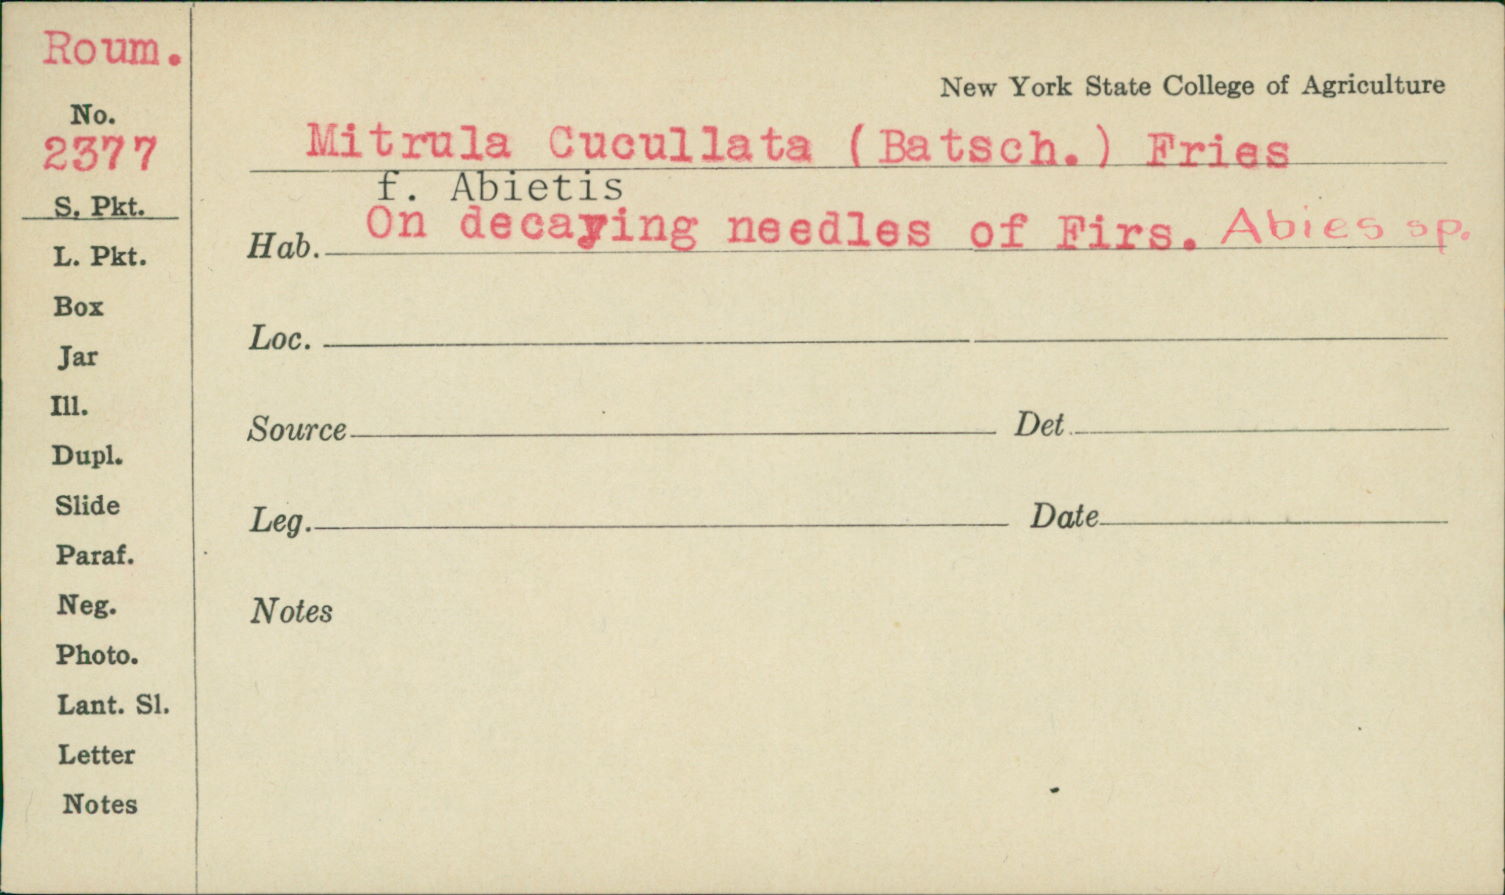 Roum.
No.
2377
S. Pkt.
L. Pkt.
Box
Jar
Ill.
Dupl.
Slide
Paraf.
Neg.
Photo.
Lant. Sl.
Letter
Notes
New York State College of Agriculture
Mitrula Cucullata (Batsch.) Fries
f. Abietis
Hab. On decaying needles of Firs. Abies sp.
Loc.
Source Det
Leg. Date
Notes